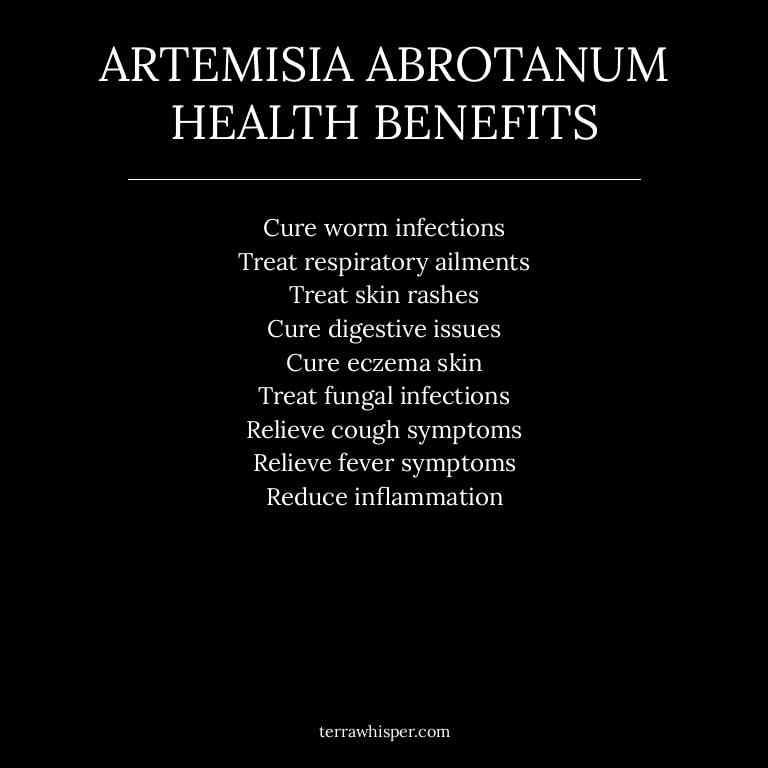 ARTEMISIA ABROTANUM
HEALTH BENEFITS
Cure worm infections
Treat respiratory ailments
Treat skin rashes
Cure digestive issues
Cure eczema skin
Treat fungal infections
Relieve cough symptoms
Relieve fever symptoms
Reduce inflammation
terrawhisper.com